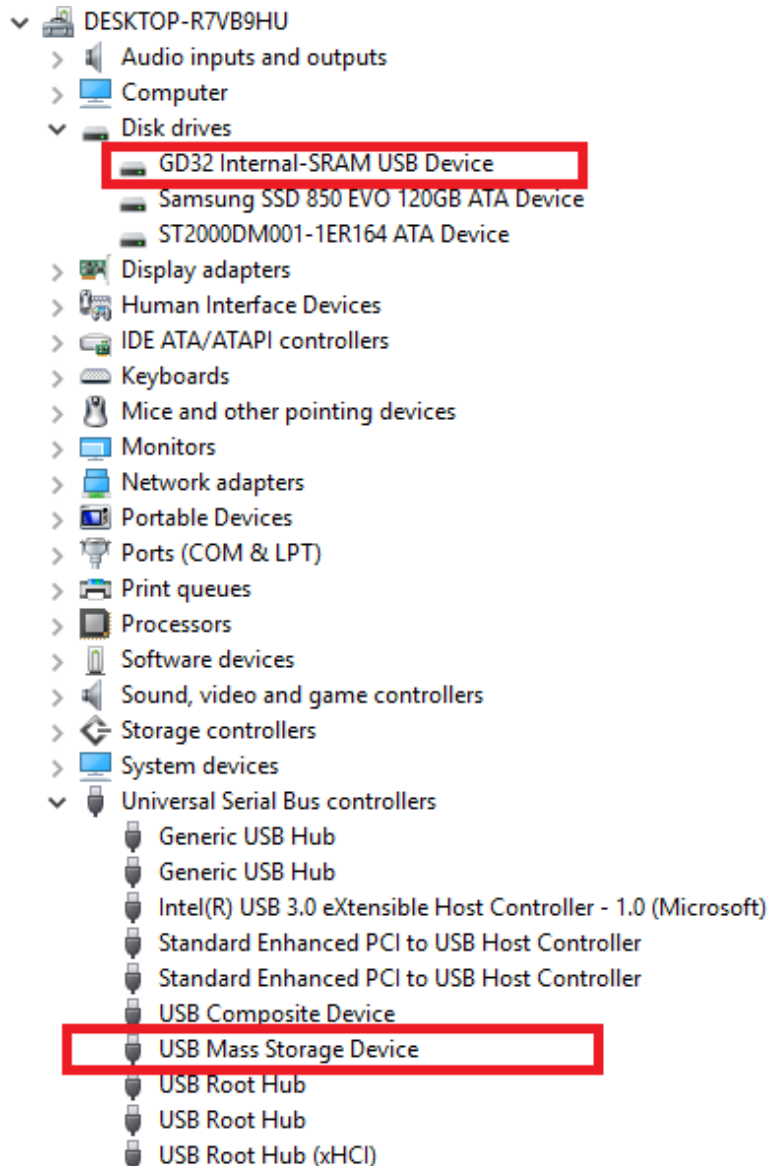 DESKTOP-R7VB9HU
Audio inputs and outputs
Computer
Disk drives
GD32 Internal-SRAM USB Device
Samsung SSD 850 EVO 120GB ATA Device
ST2000DM001-1ER164 ATA Device
Display adapters
Human Interface Devices
IDE ATA/ATAPI controllers
Keyboards
Mice and other pointing devices
Monitors
Network adapters
Portable Devices
Ports (COM & LPT)
Print queues
Processors
Software devices
Sound, video and game controllers
Storage controllers
System devices
Universal Serial Bus controllers
Generic USB Hub
Generic USB Hub
Intel(R) USB 3.0 eXtensible Host Controller - 1.0 (Microsoft)
Standard Enhanced PCI to USB Host Controller
Standard Enhanced PCI to USB Host Controller
USB Composite Device
USB Mass Storage Device
USB Root Hub
USB Root Hub
USB Root Hub (xHCI)